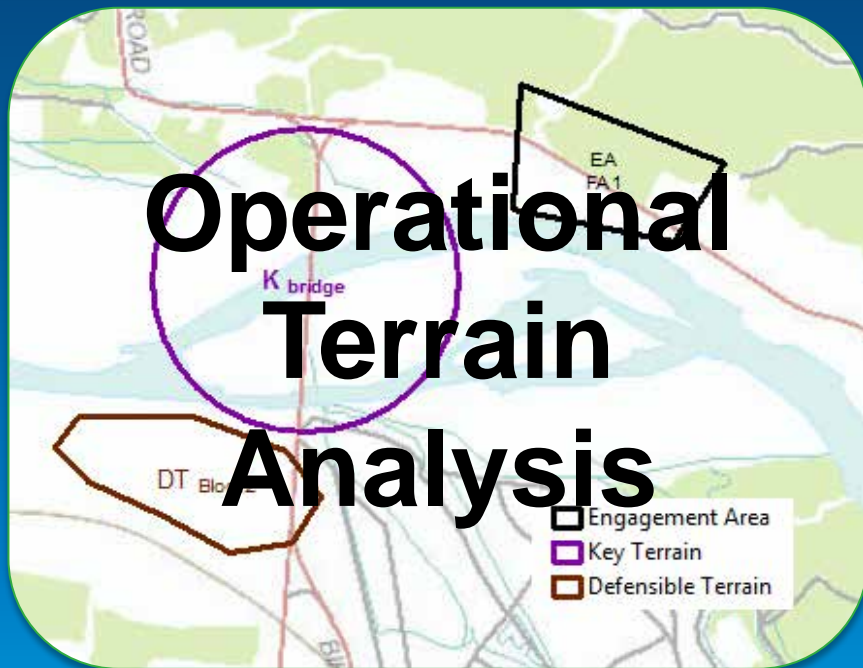 ROAD
EA
FA 1
Operational
K bridge
Terrain
Analysis
DT
Engagement Area
Key Terrain
Defensible Terrain